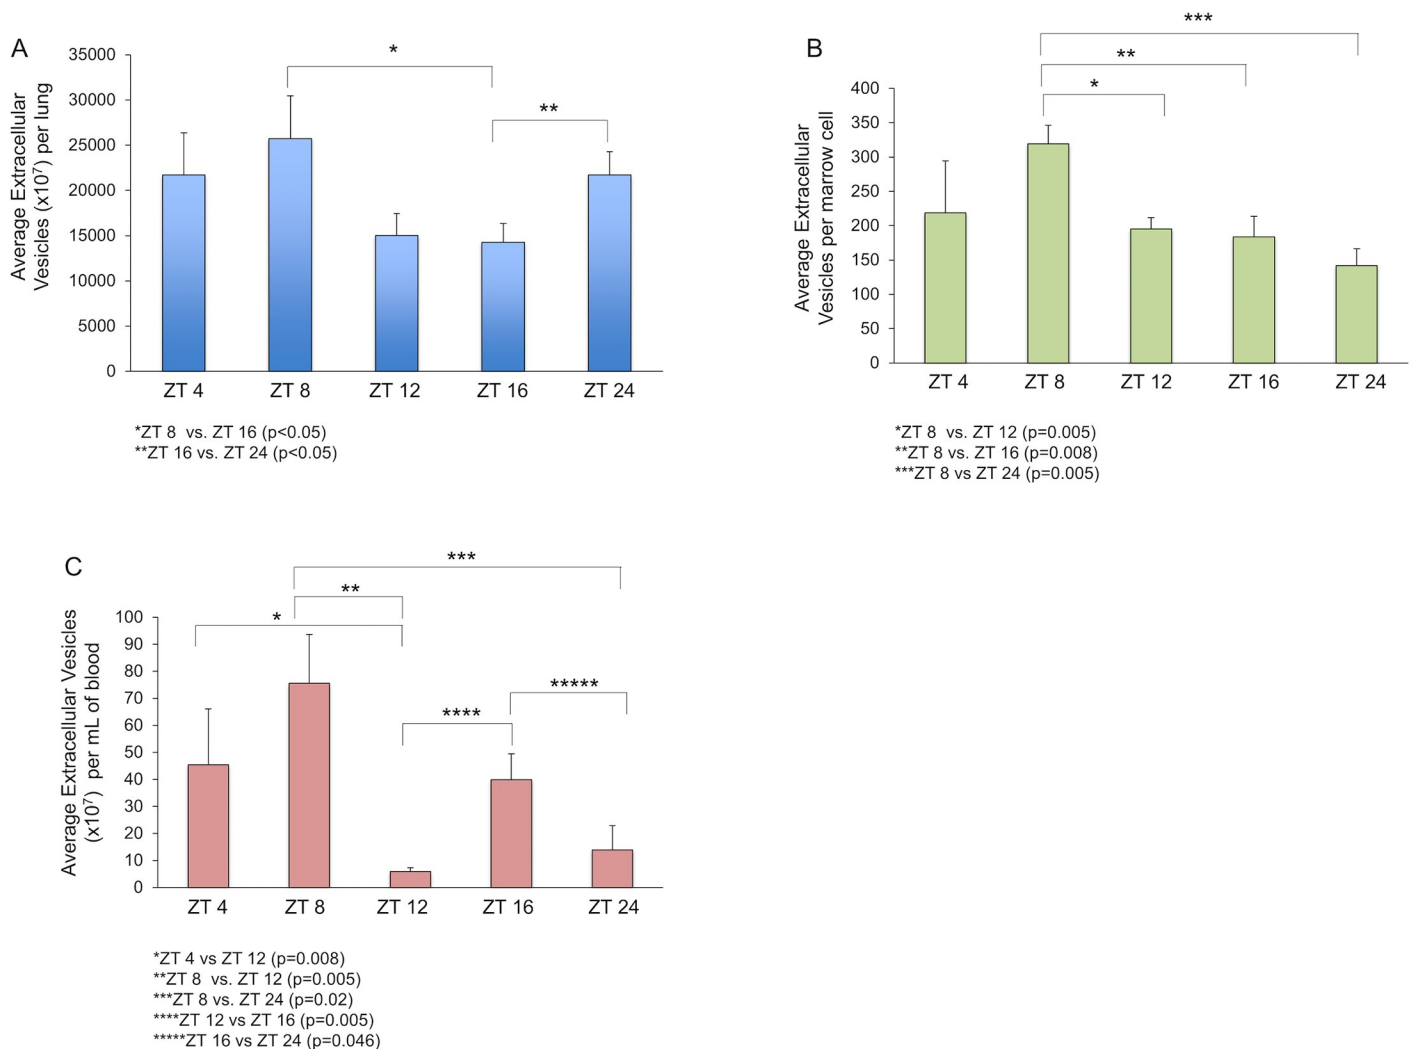 A
Average Extracellular
Vesicles (x10⁷) per lung
35000
30000
25000
20000
15000
10000
5000
0
*
**
ZT 4 ZT 8 ZT 12 ZT 16 ZT 24
*ZT 8  vs. ZT 16 (p<0.05)
**ZT 16 vs. ZT 24 (p<0.05)
B
Average Extracellular
Vesicles per marrow cell
400
350
300
250
200
150
100
50
0
***
**
*
ZT 4 ZT 8 ZT 12 ZT 16 ZT 24
*ZT 8  vs. ZT 12 (p=0.005)
**ZT 8 vs. ZT 16 (p=0.008)
***ZT 8 vs ZT 24 (p=0.005)
C
Average Extracellular Vesicles
(x10⁷)  per mL of blood
100
90
80
70
60
50
40
30
20
10
0
***
**
*
*****
****
ZT 4 ZT 8 ZT 12 ZT 16 ZT 24
*ZT 4 vs ZT 12 (p=0.008)
**ZT 8  vs. ZT 12 (p=0.005)
***ZT 8 vs. ZT 24 (p=0.02)
****ZT 12 vs ZT 16 (p=0.005)
*****ZT 16 vs ZT 24 (p=0.046)